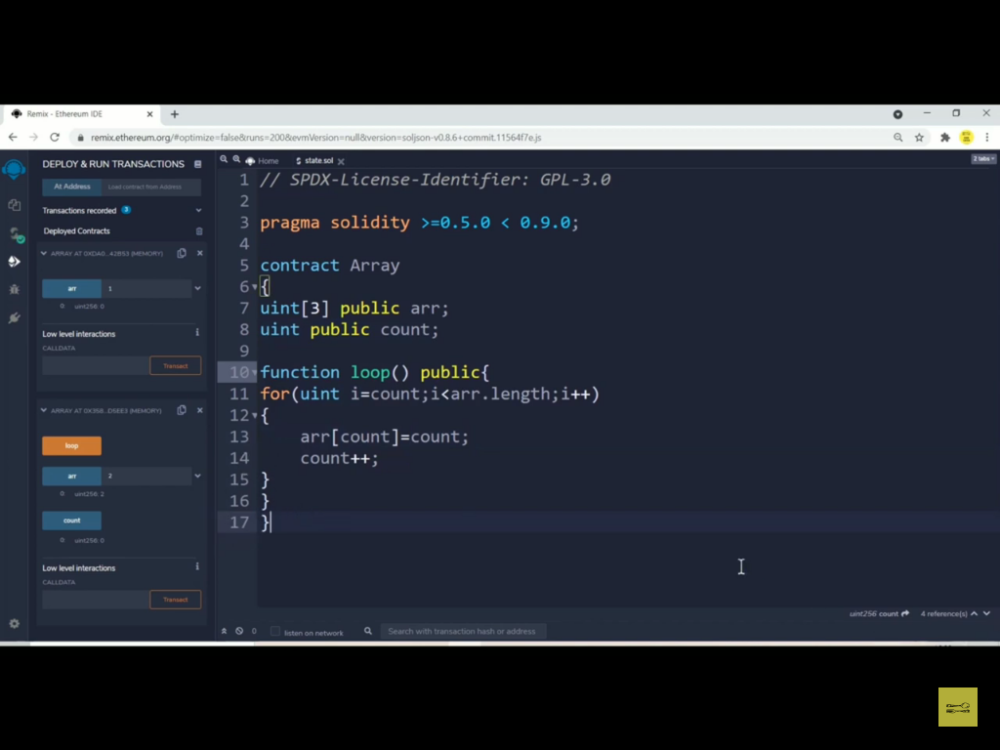 Remix - Ethereum IDE
remix.ethereum.org/#optimize=false&runs=200&evmVersion=null&version=soljson-v0.8.6+commit.11564f7e.js
DEPLOY & RUN TRANSACTIONS
At Address Load contract from Address
Transactions recorded 3
Deployed Contracts
ARRAY AT 0XDA0...42B53 (MEMORY)
arr 1
0: uint256: 0
Low level interactions
CALLDATA
Transact
ARRAY AT 0X358...D5EE3 (MEMORY)
loop
arr 2
0: uint256: 2
count
0: uint256: 0
Low level interactions
CALLDATA
Transact
Home state.sol
2 tabs
1 // SPDX-License-Identifier: GPL-3.0
2
3 pragma solidity >=0.5.0 < 0.9.0;
4
5 contract Array
6 {
7 uint[3] public arr;
8 uint public count;
9
10 function loop() public{
11 for(uint i=count;i<arr.length;i++)
12 {
13 arr[count]=count;
14 count++;
15 }
16 }
17 }
uint256 count 4 reference(s)
0 listen on network Search with transaction hash or address